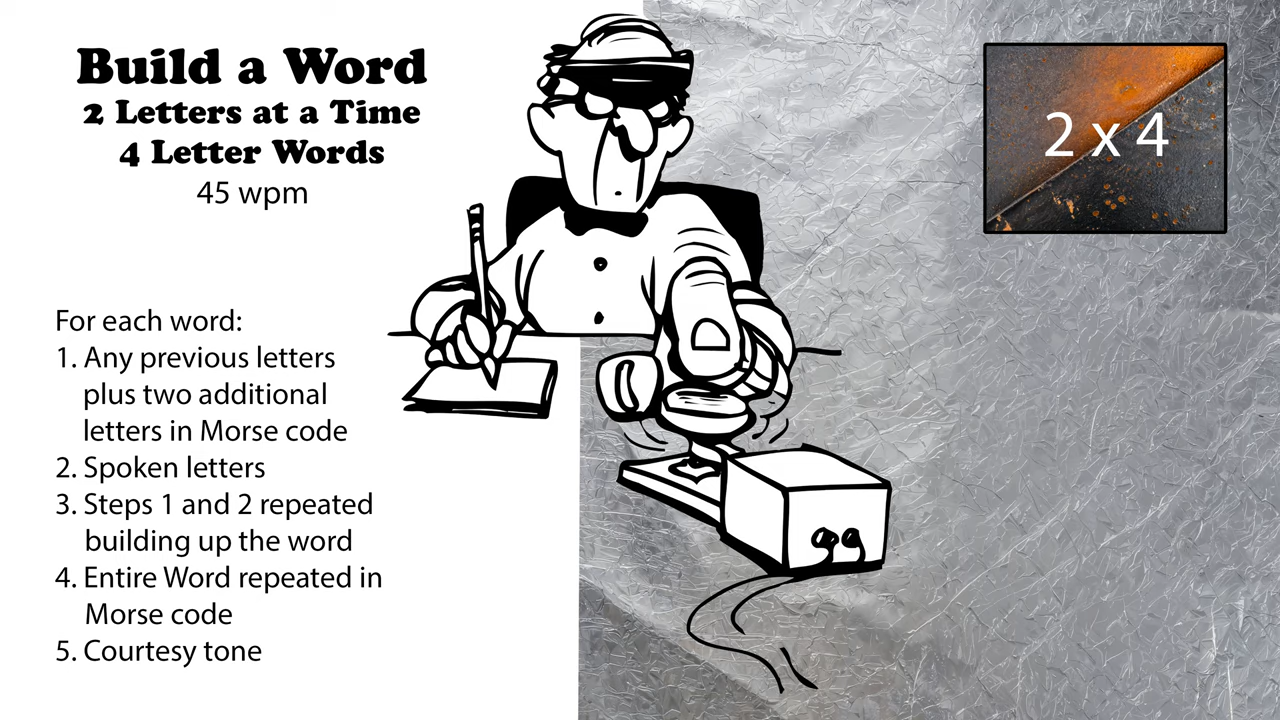 Build a Word
2 Letters at a Time
4 Letter Words
45 wpm
2 x 4
For each word:
1. Any previous letters
plus two additional
letters in Morse code
2. Spoken letters
3. Steps 1 and 2 repeated
building up the word
4. Entire Word repeated in
Morse code
5. Courtesy tone